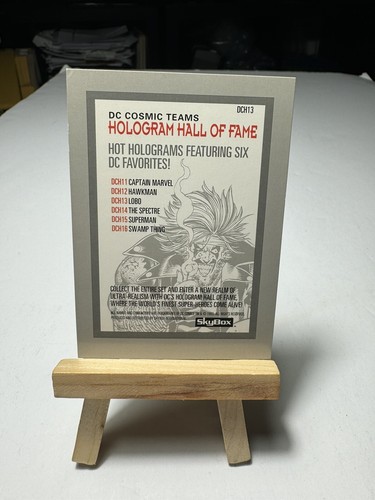 DCH13
DC COSMIC TEAMS
HOLOGRAM HALL OF FAME
HOT HOLOGRAMS FEATURING SIX
DC FAVORITES!
DCH11 CAPTAIN MARVEL
DCH12 HAWKMAN
DCH13 LOBO
DCH14 THE SPECTRE
DCH15 SUPERMAN
DCH16 SWAMP THING
COLLECT THE ENTIRE SET AND ENTER A NEW REALM OF
ULTRA-REALISM WITH DC'S HOLOGRAM HALL OF FAME,
WHERE THE WORLD'S FINEST SUPER-HEROES COME ALIVE!
SkyBox